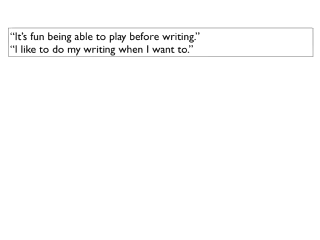 “It’s fun being able to play before writing.”
“I like to do my writing when I want to.”